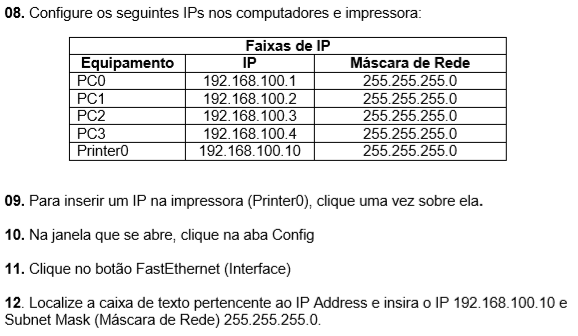 08. Configure os seguintes IPs nos computadores e impressora:
Faixas de IP
Equipamento IP Máscara de Rede
PC0 192.168.100.1 255.255.255.0
PC1 192.168.100.2 255.255.255.0
PC2 192.168.100.3 255.255.255.0
PC3 192.168.100.4 255.255.255.0
Printer0 192.168.100.10 255.255.255.0
09. Para inserir um IP na impressora (Printer0), clique uma vez sobre ela.
10. Na janela que se abre, clique na aba Config
11. Clique no botão FastEthernet (Interface)
12. Localize a caixa de texto pertencente ao IP Address e insira o IP 192.168.100.10 e
Subnet Mask (Máscara de Rede) 255.255.255.0.